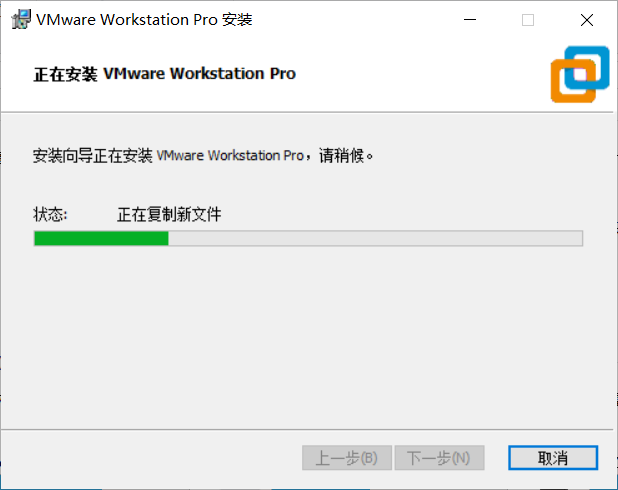 VMware Workstation Pro 安装
正在安装 VMware Workstation Pro
安装向导正在安装 VMware Workstation Pro，请稍候。
状态: 正在复制新文件
上一步(B) 下一步(N) 取消